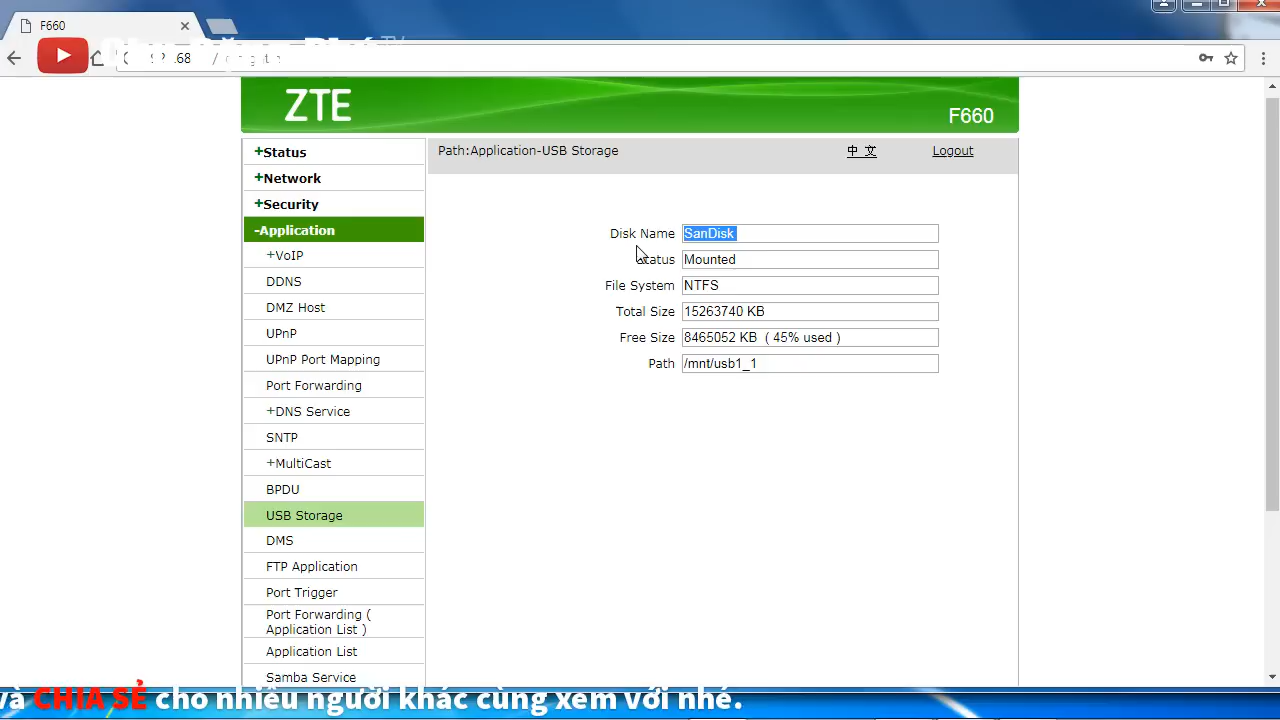 F660
ZTE
F660
Path:Application-USB Storage
中 文
Logout
+Status
+Network
+Security
-Application
+VoIP
DDNS
DMZ Host
UPnP
UPnP Port Mapping
Port Forwarding
+DNS Service
SNTP
+MultiCast
BPDU
USB Storage
DMS
FTP Application
Port Trigger
Port Forwarding (
Application List )
Application List
Samba Service
Disk Name SanDisk
Status Mounted
File System NTFS
Total Size 15263740 KB
Free Size 8465052 KB ( 45% used )
Path /mnt/usb1_1
và CHIA SẺ cho nhiều người khác cùng xem với nhé.